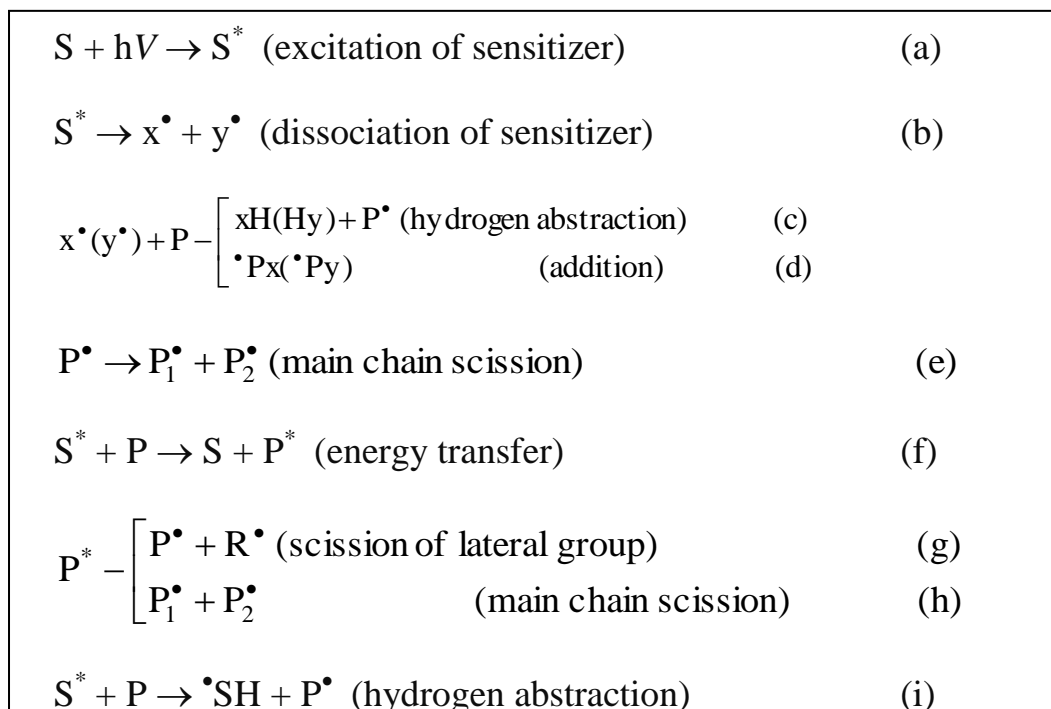 S + hV → S* (excitation of sensitizer) (a)
S* → x• + y• (dissociation of sensitizer) (b)
x•(y•) + P – [ xH(Hy) + P• (hydrogen abstraction) (c)
•Px(•Py) (addition) (d)
P• → P₁• + P₂• (main chain scission) (e)
S* + P → S + P* (energy transfer) (f)
P* – [ P• + R• (scission of lateral group) (g)
P₁• + P₂• (main chain scission) (h)
S* + P → •SH + P• (hydrogen abstraction) (i)